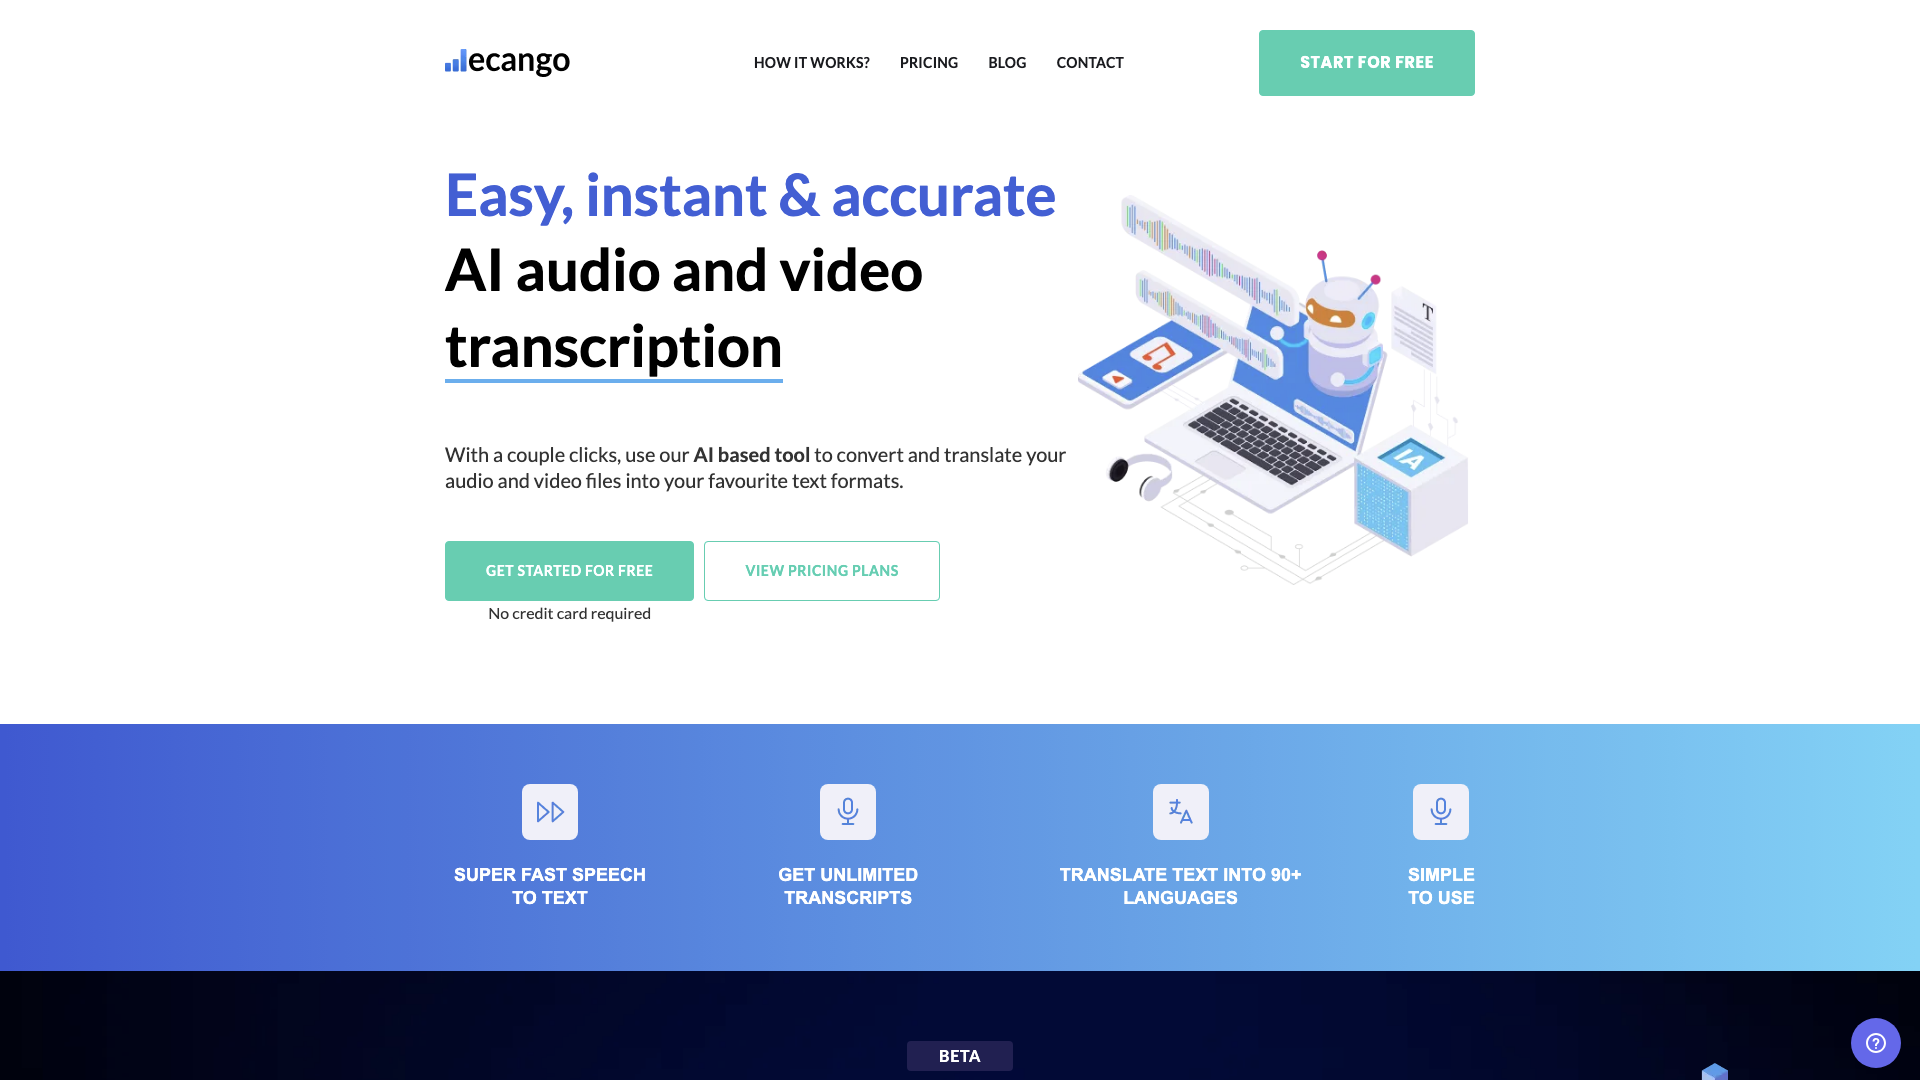 ecango
HOW IT WORKS?
PRICING
BLOG
CONTACT
START FOR FREE
Easy, instant & accurate
AI audio and video
transcription
T
IA
With a couple clicks, use our AI based tool to convert and translate your
audio and video files into your favourite text formats.
GET STARTED FOR FREE
VIEW PRICING PLANS
No credit card required
SUPER FAST SPEECH
TO TEXT
GET UNLIMITED
TRANSCRIPTS
TRANSLATE TEXT INTO 90+
LANGUAGES
SIMPLE
TO USE
BETA